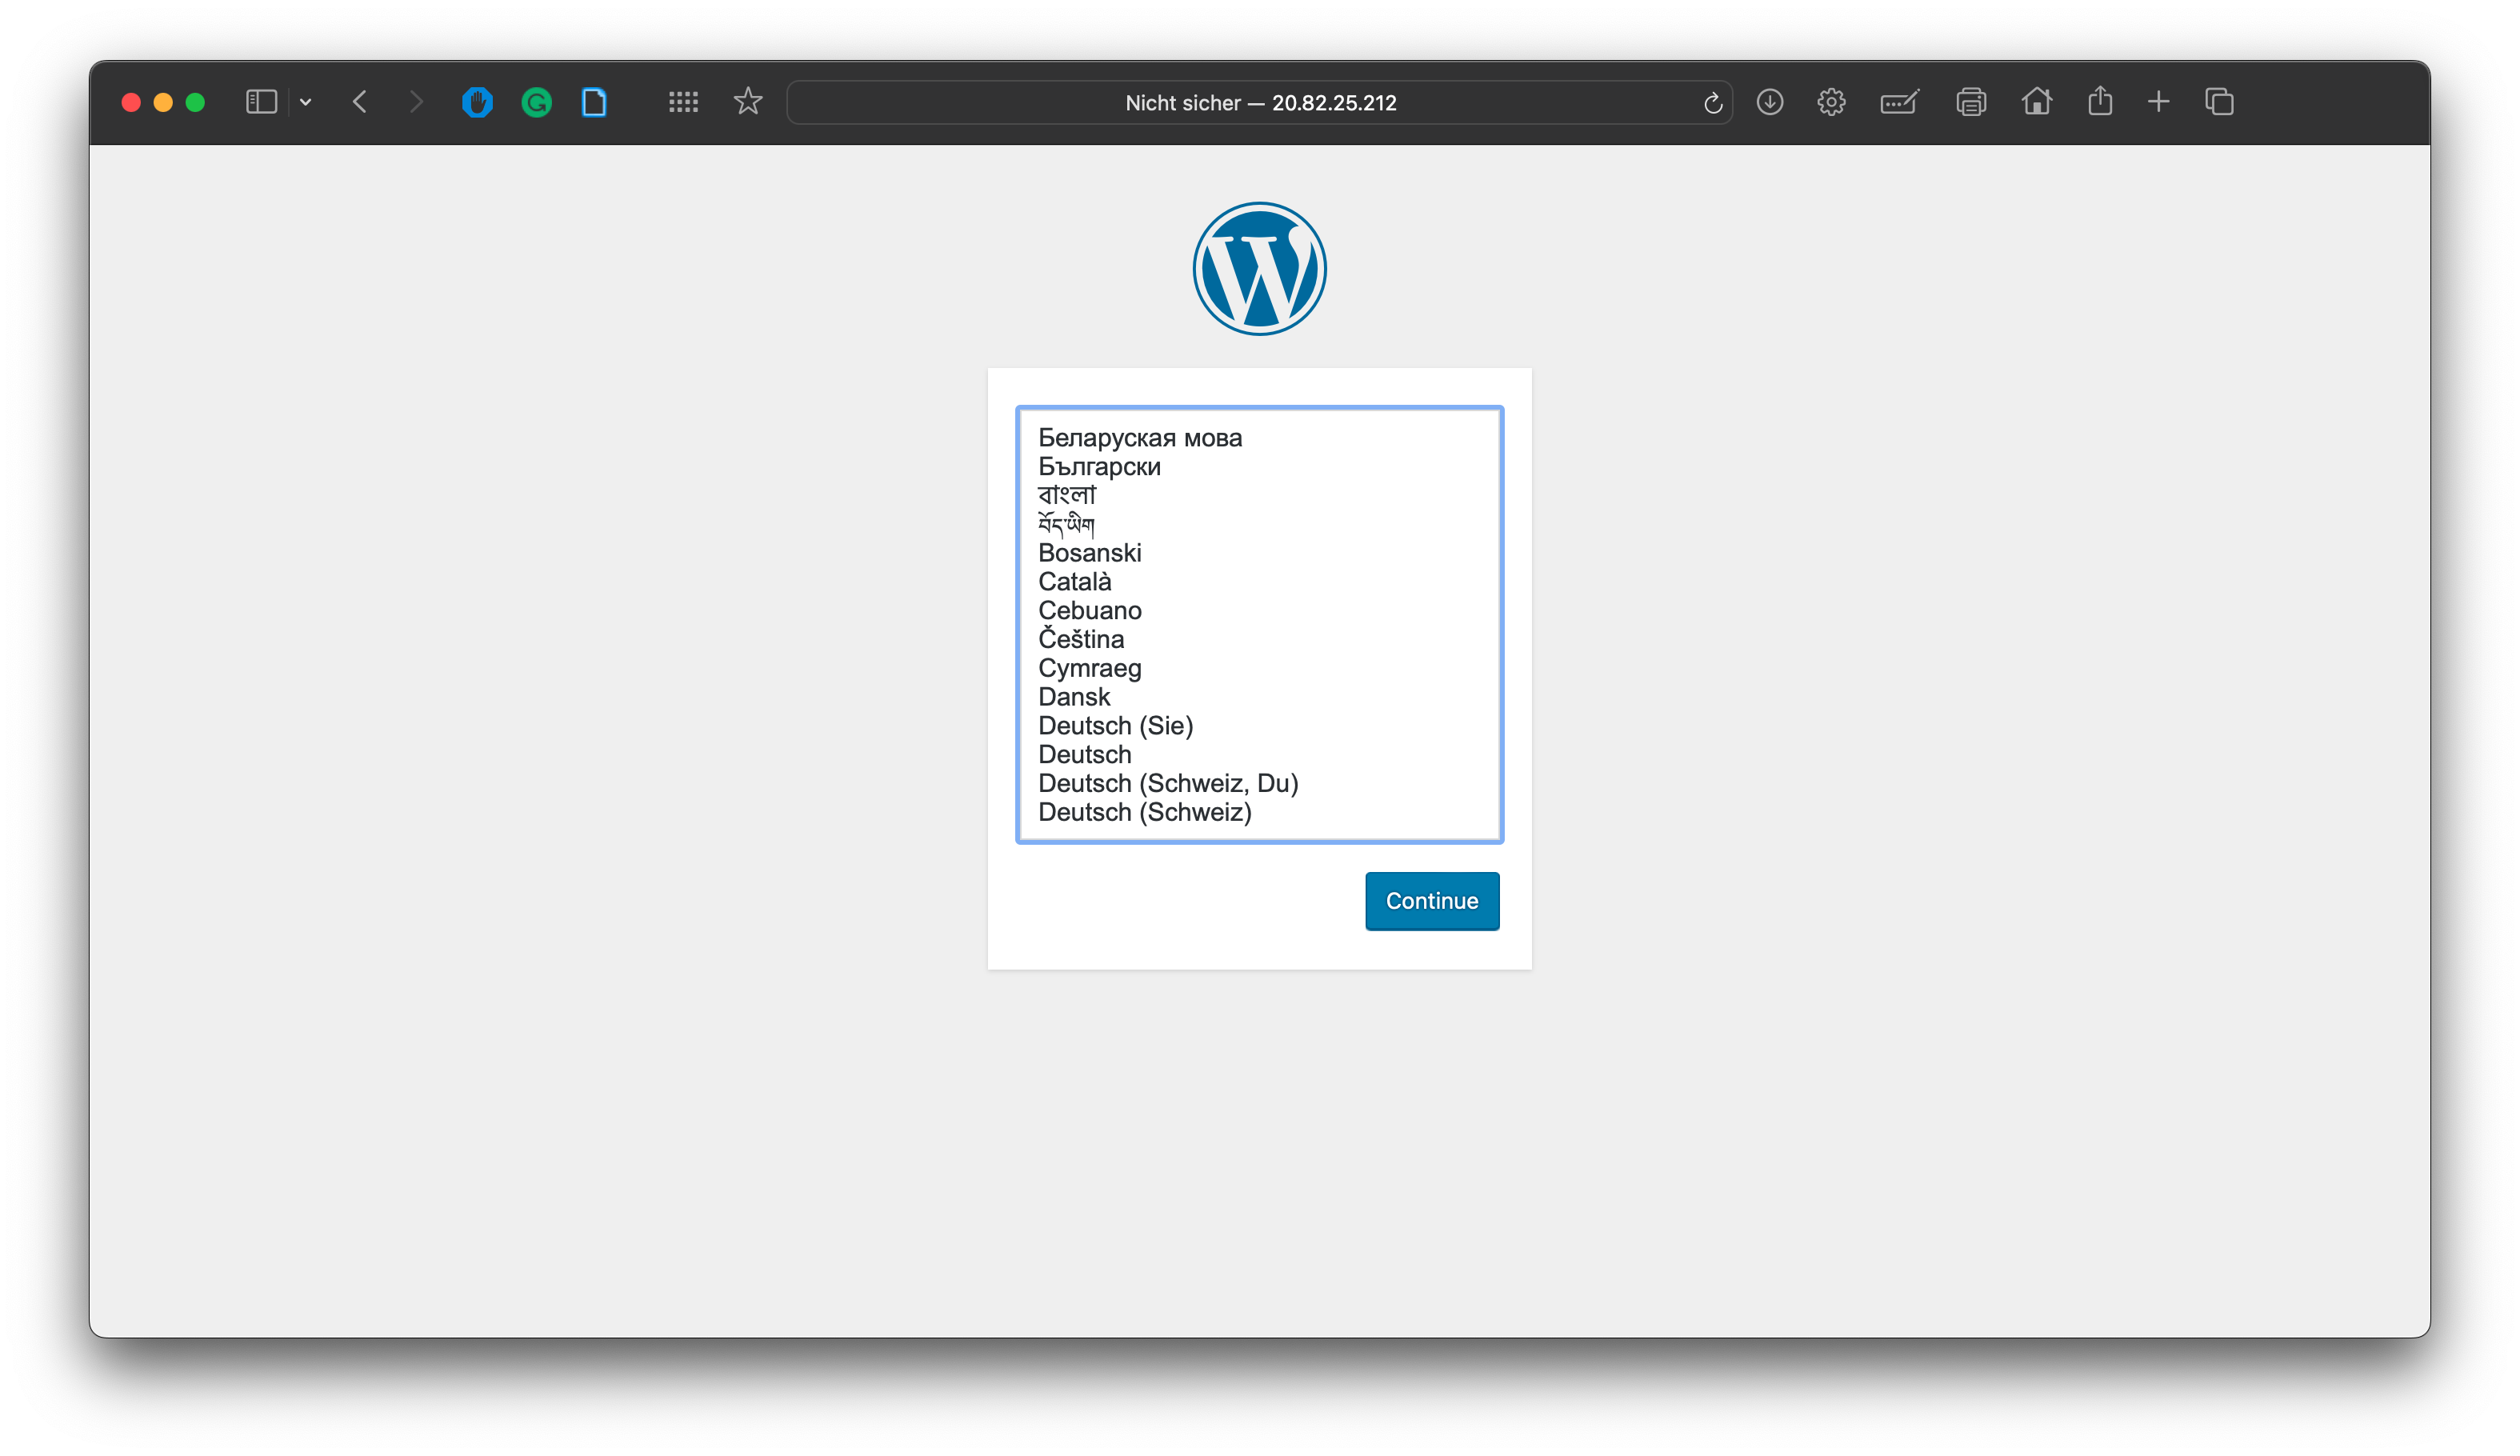 Nicht sicher — 20.82.25.212
Беларуская мова
Български
বাংলা
བོད་ཡིག
Bosanski
Català
Cebuano
Čeština
Cymraeg
Dansk
Deutsch (Sie)
Deutsch
Deutsch (Schweiz, Du)
Deutsch (Schweiz)
Continue